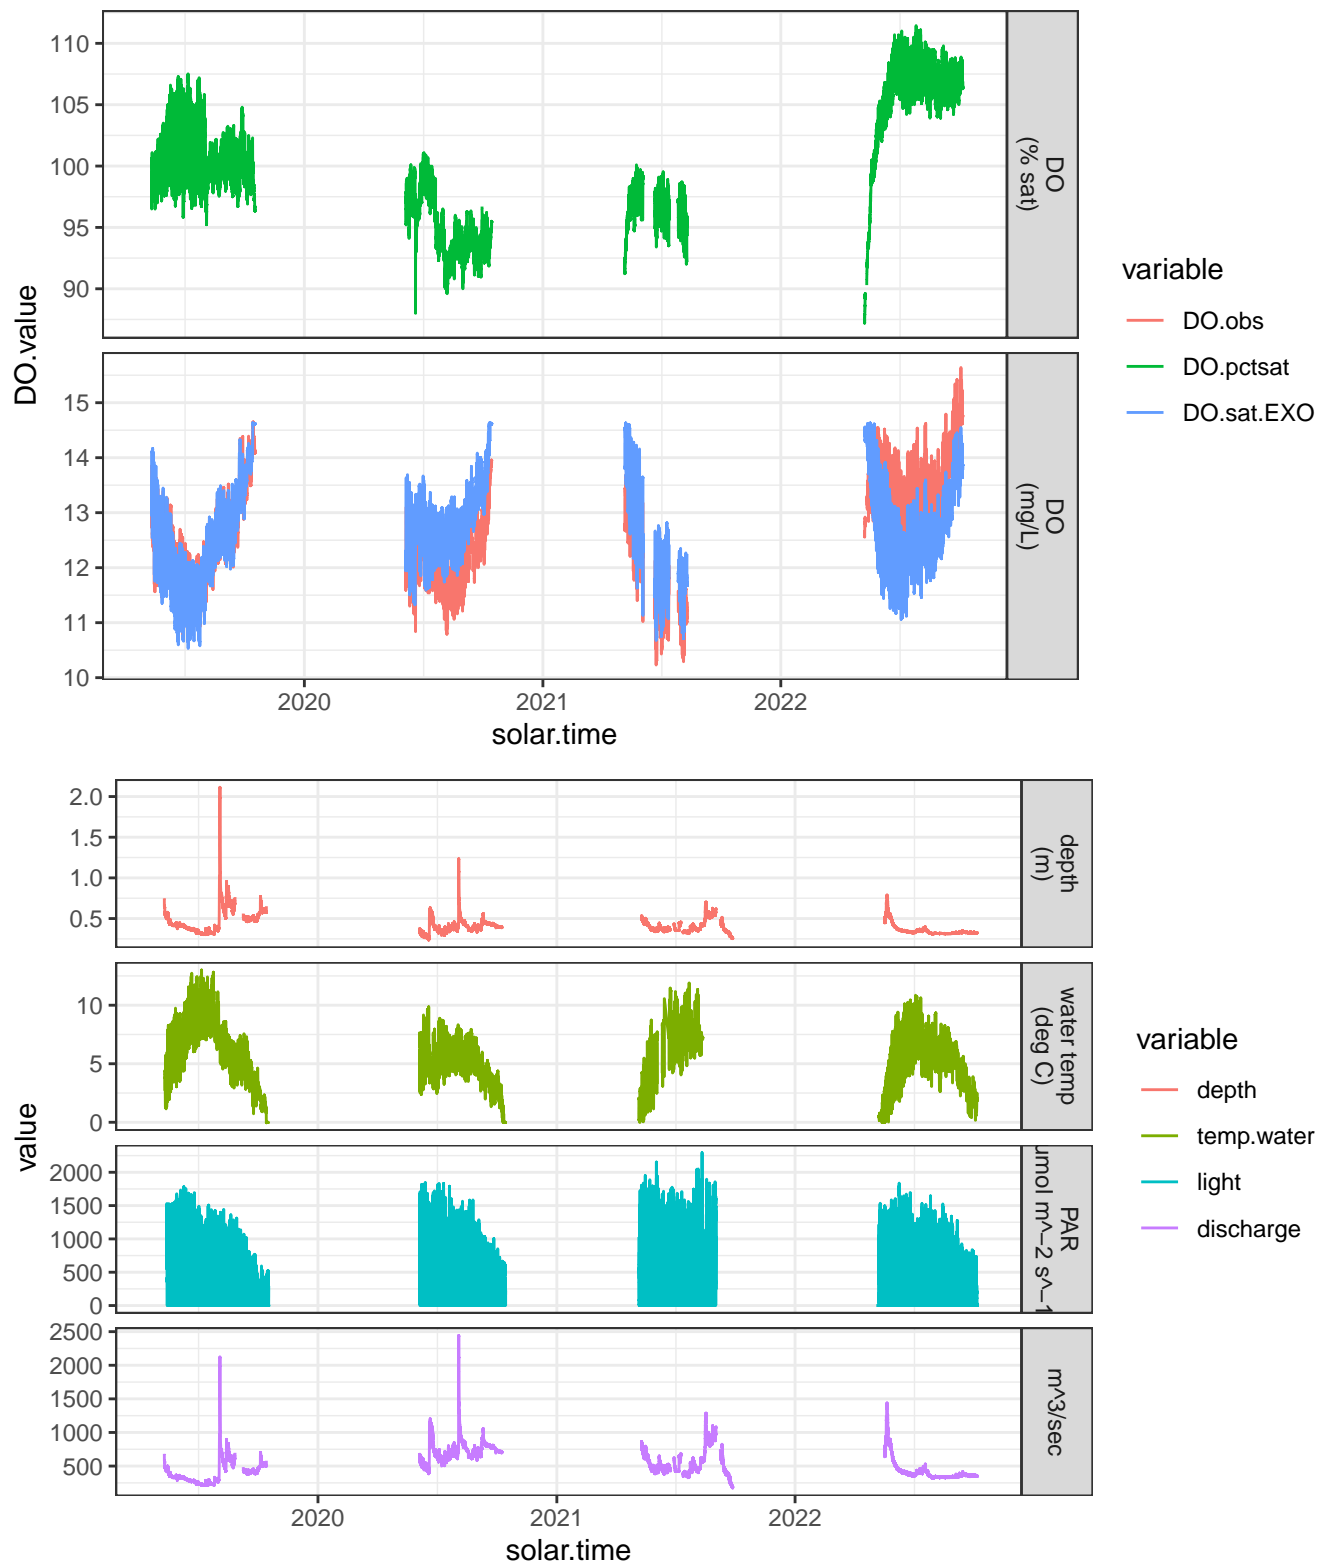 110
105
100
95
90
DO
(% sat)
15
14
13
12
11
10
DO
(mg/L)
DO.value
2020
2021
2022
solar.time
variable
DO.obs
DO.pctsat
DO.sat.EXO
2.0
1.5
1.0
0.5
depth
(m)
10
5
0
water temp
(deg C)
2000
1500
1000
500
0
PAR
umol m^−2 s^−1
2500
2000
1500
1000
500
m^3/sec
value
2020
2021
2022
solar.time
variable
depth
temp.water
light
discharge